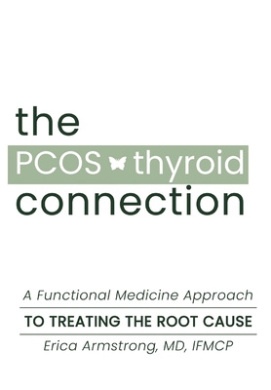 the
PCOS thyroid
connection
A Functional Medicine Approach
TO TREATING THE ROOT CAUSE
Erica Armstrong, MD, IFMCP